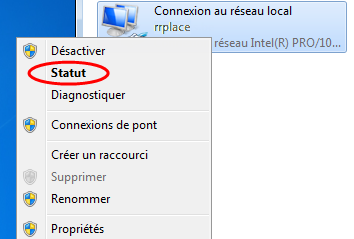 Connexion au réseau local
rrplace
réseau Intel(R) PRO/10...
Désactiver
Statut
Diagnostiquer
Connexions de pont
Créer un raccourci
Supprimer
Renommer
Propriétés